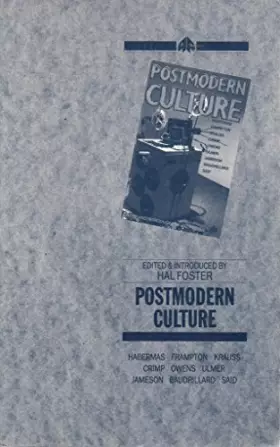 POSTMODERN
CULTURE
EDITED & INTRODUCED BY
HAL FOSTER
POSTMODERN
CULTURE
HABERMAS FRAMPTON KRAUSS
CRIMP OWENS ULMER
JAMESON BAUDRILLARD SAID